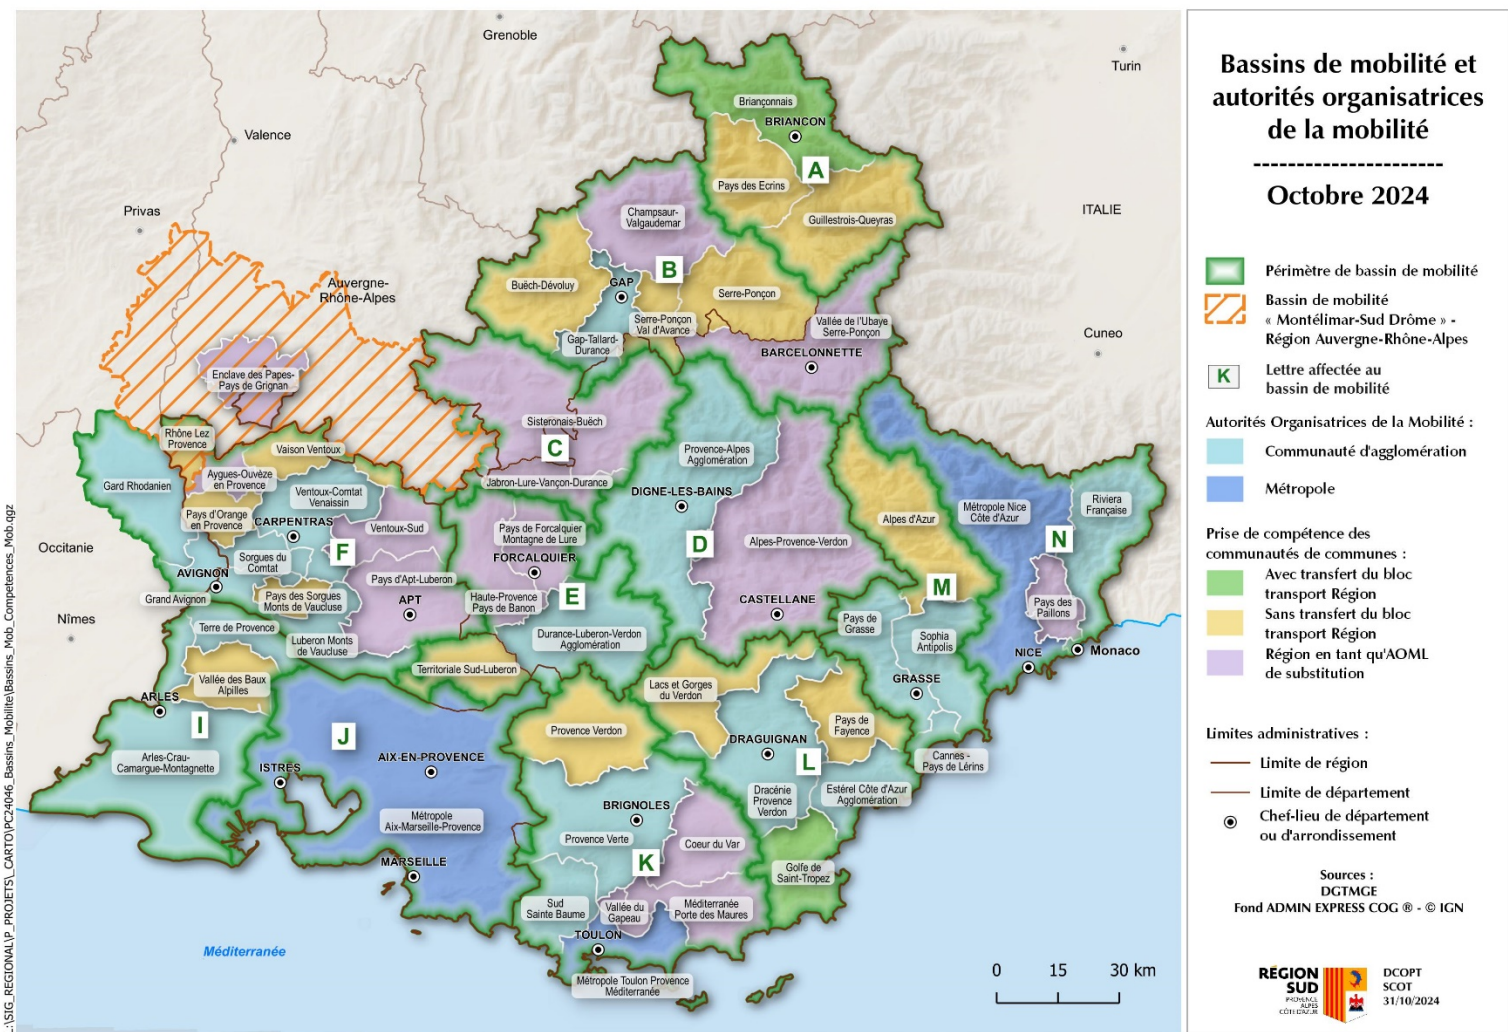 Grenoble
Turin
Valence
Privas
ITALIE
Auvergne-
Rhône-Alpes
Cuneo
Occitanie
Nîmes
Monaco
Méditerranée
Briançonnais
BRIANCON
A
Pays des Ecrins
Guillestrois-Queyras
Champsaur-
Valgaudemar
B
Buëch-Dévoluy
GAP
Serre-Ponçon
Serre-Ponçon
Val d'Avance
Gap-Tallard-
Durance
Vallée de l'Ubaye
Serre-Ponçon
BARCELONNETTE
Enclave des Papes-
Pays de Grignan
Sisteronais-Buëch
C
Jabron-Lure-Vançon-Durance
Rhône Lez
Provence
Vaison Ventoux
Aygues-Ouvèze
en Provence
Gard Rhodanien
Ventoux-Comtat
Venaissin
Pays d'Orange
en Provence
CARPENTRAS
Ventoux-Sud
F
Sorgues du
Comtat
AVIGNON
Grand Avignon
Pays des Sorgues
Monts de Vaucluse
Pays d'Apt-Luberon
APT
Luberon Monts
de Vaucluse
Provence-Alpes
Agglomération
DIGNE-LES-BAINS
D
Alpes-Provence-Verdon
CASTELLANE
Pays de Forcalquier
Montagne de Lure
FORCALQUIER
Haute-Provence
Pays de Banon
E
Durance-Luberon-Verdon
Agglomération
Territoriale Sud-Luberon
Alpes d'Azur
Métropole Nice
Côte d'Azur
Riviera
Française
N
Pays des
Paillons
NICE
M
Pays de
Grasse
Sophia
Antipolis
GRASSE
Cannes -
Pays de Lérins
Terre de Provence
Vallée des Baux
Alpilles
ARLES
I
Arles-Crau-
Camargue-Montagnette
J
ISTRES
AIX-EN-PROVENCE
Métropole
Aix-Marseille-Provence
MARSEILLE
Lacs et Gorges
du Verdon
Provence Verdon
Pays de
Fayence
DRAGUIGNAN
L
Dracénie
Provence
Verdon
Estérel Côte d'Azur
Agglomération
BRIGNOLES
Provence Verte
Coeur du Var
K
Golfe de
Saint-Tropez
Sud
Sainte Baume
Vallée du
Gapeau
Méditerranée
Porte des Maures
TOULON
Métropole Toulon Provence
Méditerranée
0 15 30 km
L:\SIG_REGIONAL\P_PROJETS\_CARTO\PC24046_Bassins_Mobilite\Bassins_Mob_Competences_Mob.qgz
Bassins de mobilité et
autorités organisatrices
de la mobilité
----------------------
Octobre 2024
Périmètre de bassin de mobilité
Bassin de mobilité
« Montélimar-Sud Drôme » -
Région Auvergne-Rhône-Alpes
K
Lettre affectée au
bassin de mobilité
Autorités Organisatrices de la Mobilité :
Communauté d'agglomération
Métropole
Prise de compétence des
communautés de communes :
Avec transfert du bloc
transport Région
Sans transfert du bloc
transport Région
Région en tant qu'AOML
de substitution
Limites administratives :
Limite de région
Limite de département
Chef-lieu de département
ou d'arrondissement
Sources :
DGTMGE
Fond ADMIN EXPRESS COG ® - © IGN
RÉGION
SUD
PROVENCE
ALPES
CÔTE D'AZUR
DCOPT
SCOT
31/10/2024